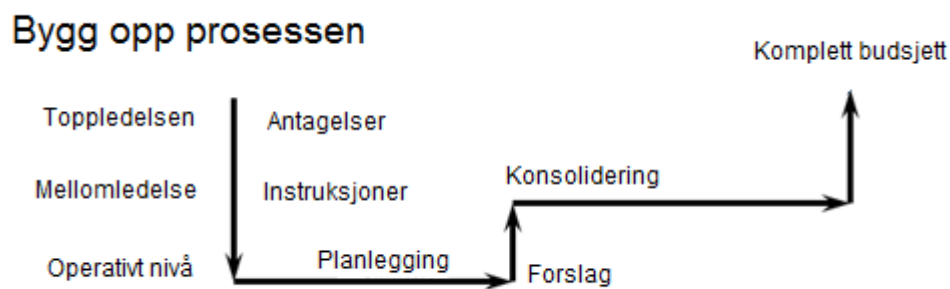 Bygg opp prosessen
Komplett budsjett
Toppledelsen
Antagelser
Mellomledelse
Instruksjoner
Konsolidering
Operativt nivå
Planlegging
Forslag